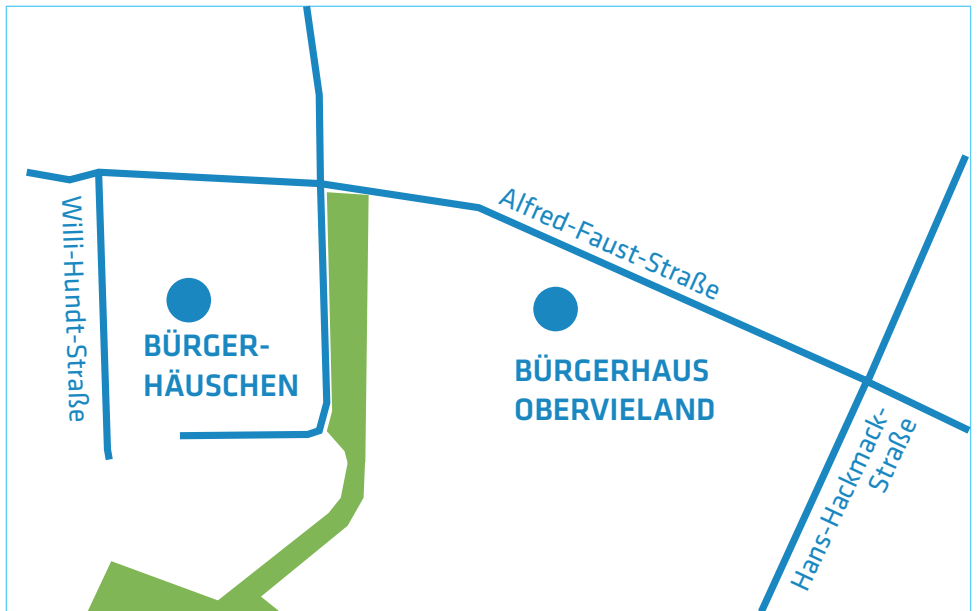 Willi-Hundt-Straße
BÜRGER-
HÄUSCHEN
Alfred-Faust-Straße
BÜRGERHAUS
OBERVIELAND
Hans-Hackmack-
Straße